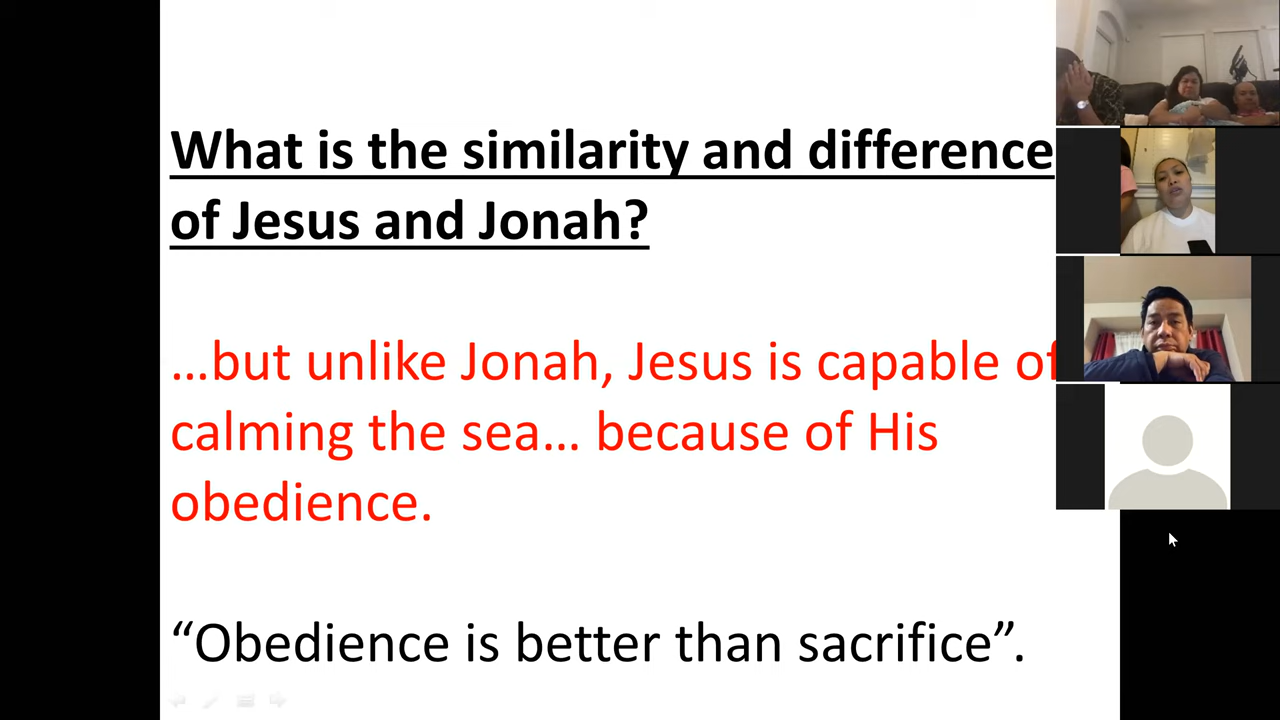 What is the similarity and difference
of Jesus and Jonah?
…but unlike Jonah, Jesus is capable of
calming the sea… because of His
obedience.
“Obedience is better than sacrifice”.